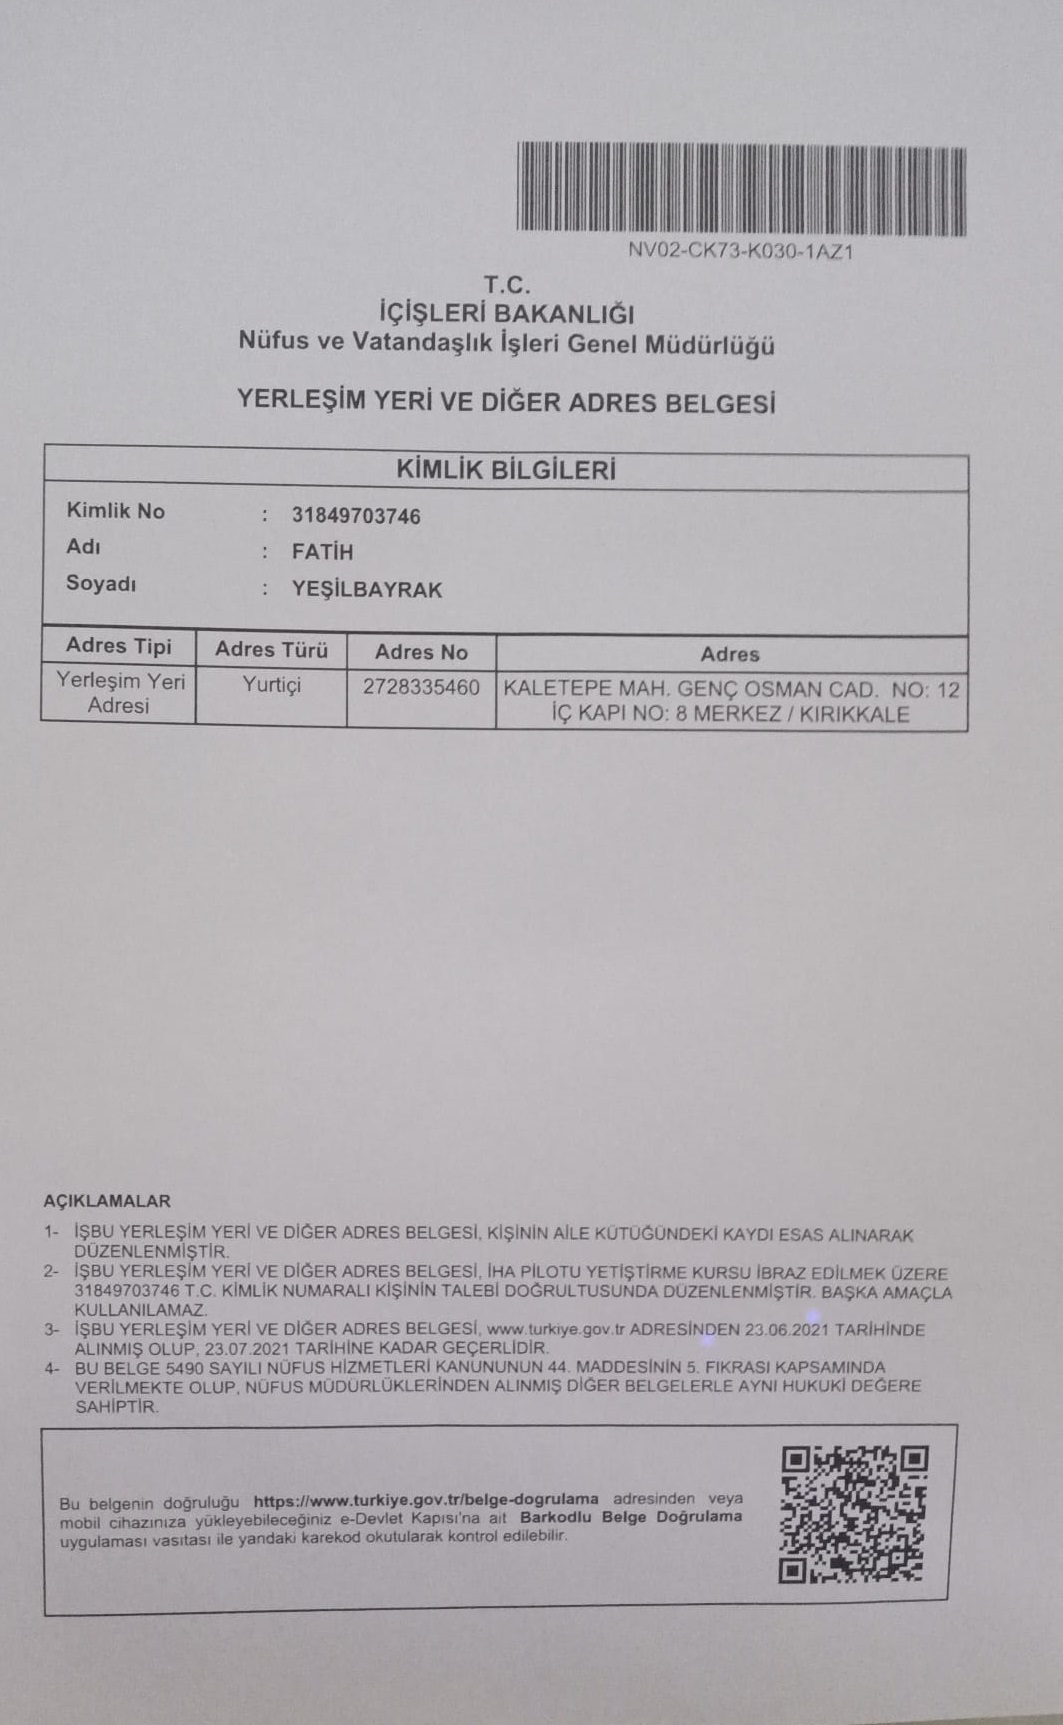 NV02-CK73-K030-1AZ1
T.C.
İÇİŞLERİ BAKANLIĞI
Nüfus ve Vatandaşlık İşleri Genel Müdürlüğü
YERLEŞİM YERİ VE DİĞER ADRES BELGESİ
KİMLİK BİLGİLERİ
Kimlik No : 31849703746
Adı : FATİH
Soyadı : YEŞİLBAYRAK
Adres Tipi Adres Türü Adres No Adres
Yerleşim Yeri Yurtiçi 2728335460 KALETEPE MAH. GENÇ OSMAN CAD. NO: 12
Adresi İÇ KAPI NO: 8 MERKEZ / KIRIKKALE
AÇIKLAMALAR
1- İŞBU YERLEŞİM YERİ VE DİĞER ADRES BELGESİ, KİŞİNİN AİLE KÜTÜĞÜNDEKİ KAYDI ESAS ALINARAK
DÜZENLENMİŞTİR.
2- İŞBU YERLEŞİM YERİ VE DİĞER ADRES BELGESİ, İHA PİLOTU YETİŞTİRME KURSU İBRAZ EDİLMEK ÜZERE
31849703746 T.C. KİMLİK NUMARALI KİŞİNİN TALEBİ DOĞRULTUSUNDA DÜZENLENMİŞTİR. BAŞKA AMAÇLA
KULLANILAMAZ.
3- İŞBU YERLEŞİM YERİ VE DİĞER ADRES BELGESİ, www.turkiye.gov.tr ADRESİNDEN 23.06.2021 TARİHİNDE
ALINMIŞ OLUP, 23.07.2021 TARİHİNE KADAR GEÇERLİDİR.
4- BU BELGE 5490 SAYILI NÜFUS HİZMETLERİ KANUNUNUN 44. MADDESİNİN 5. FIKRASI KAPSAMINDA
VERİLMEKTE OLUP, NÜFUS MÜDÜRLÜKLERİNDEN ALINMIŞ DİĞER BELGELERLE AYNI HUKUKİ DEĞERE
SAHİPTİR.
Bu belgenin doğruluğu https://www.turkiye.gov.tr/belge-dogrulama adresinden veya
mobil cihazınıza yükleyebileceğiniz e-Devlet Kapısı'na ait Barkodlu Belge Doğrulama
uygulaması vasıtası ile yandaki karekod okutularak kontrol edilebilir.